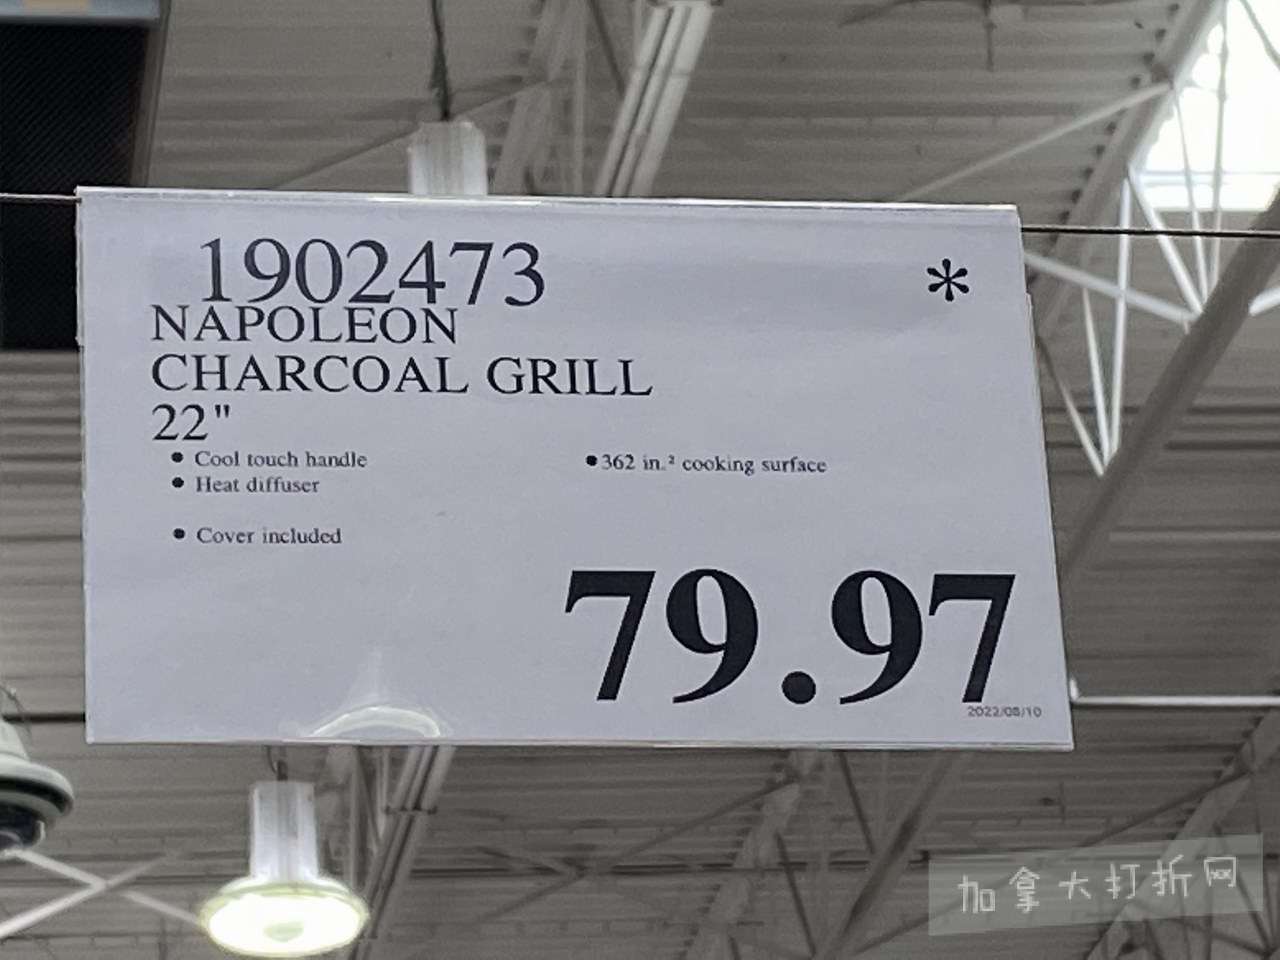 1902473 *
NAPOLEON
CHARCOAL GRILL
22"
• Cool touch handle • 362 in.² cooking surface
• Heat diffuser
• Cover included
79.97
2022/08/10
加拿大打折网